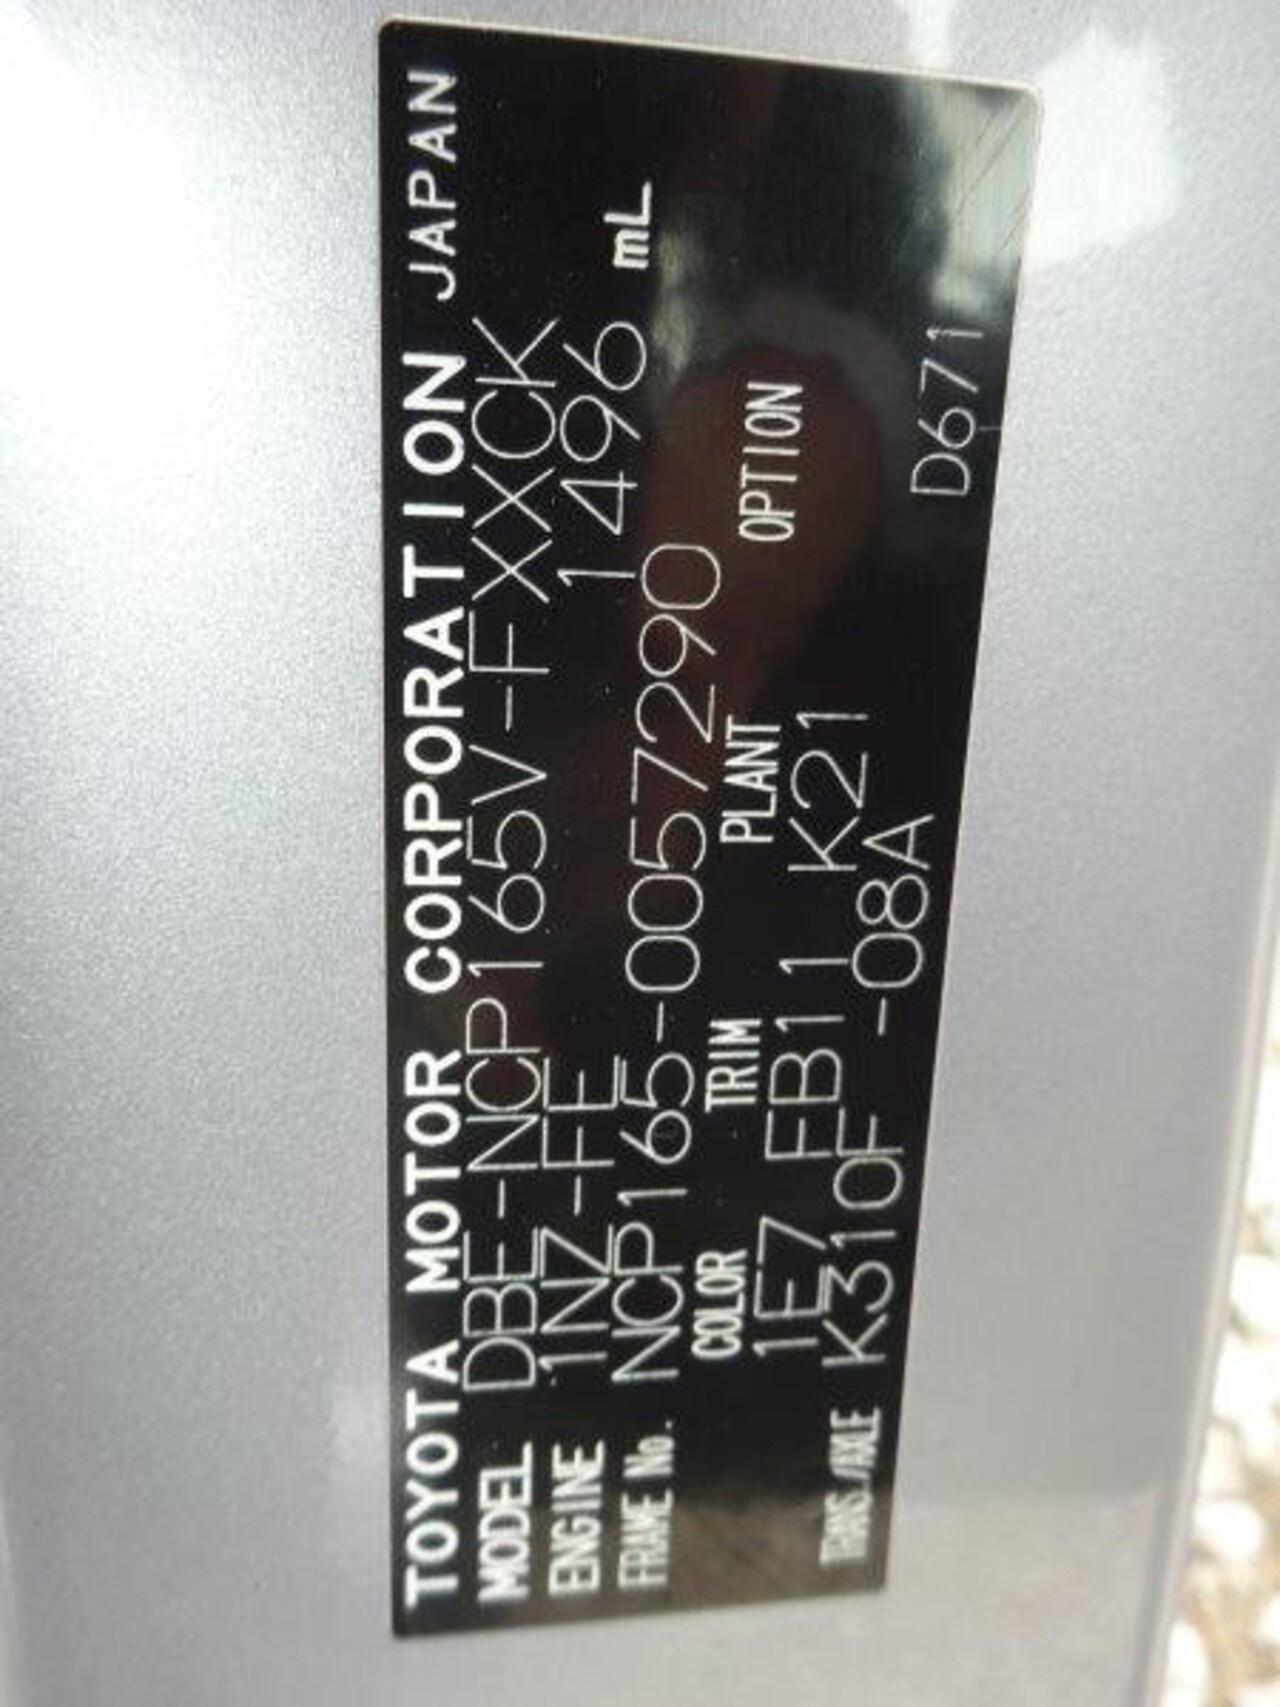 TOYOTA MOTOR CORPORATION JAPAN
MODEL DBE-NCP165V-FXXCK
ENGINE 1NZ-FE 1496 mL
FRAME No. NCP165-0057290
COLOR TRIM PLANT OPTION
1E7 FB11 K21
TRANS./AXLE K310F -08A
D671